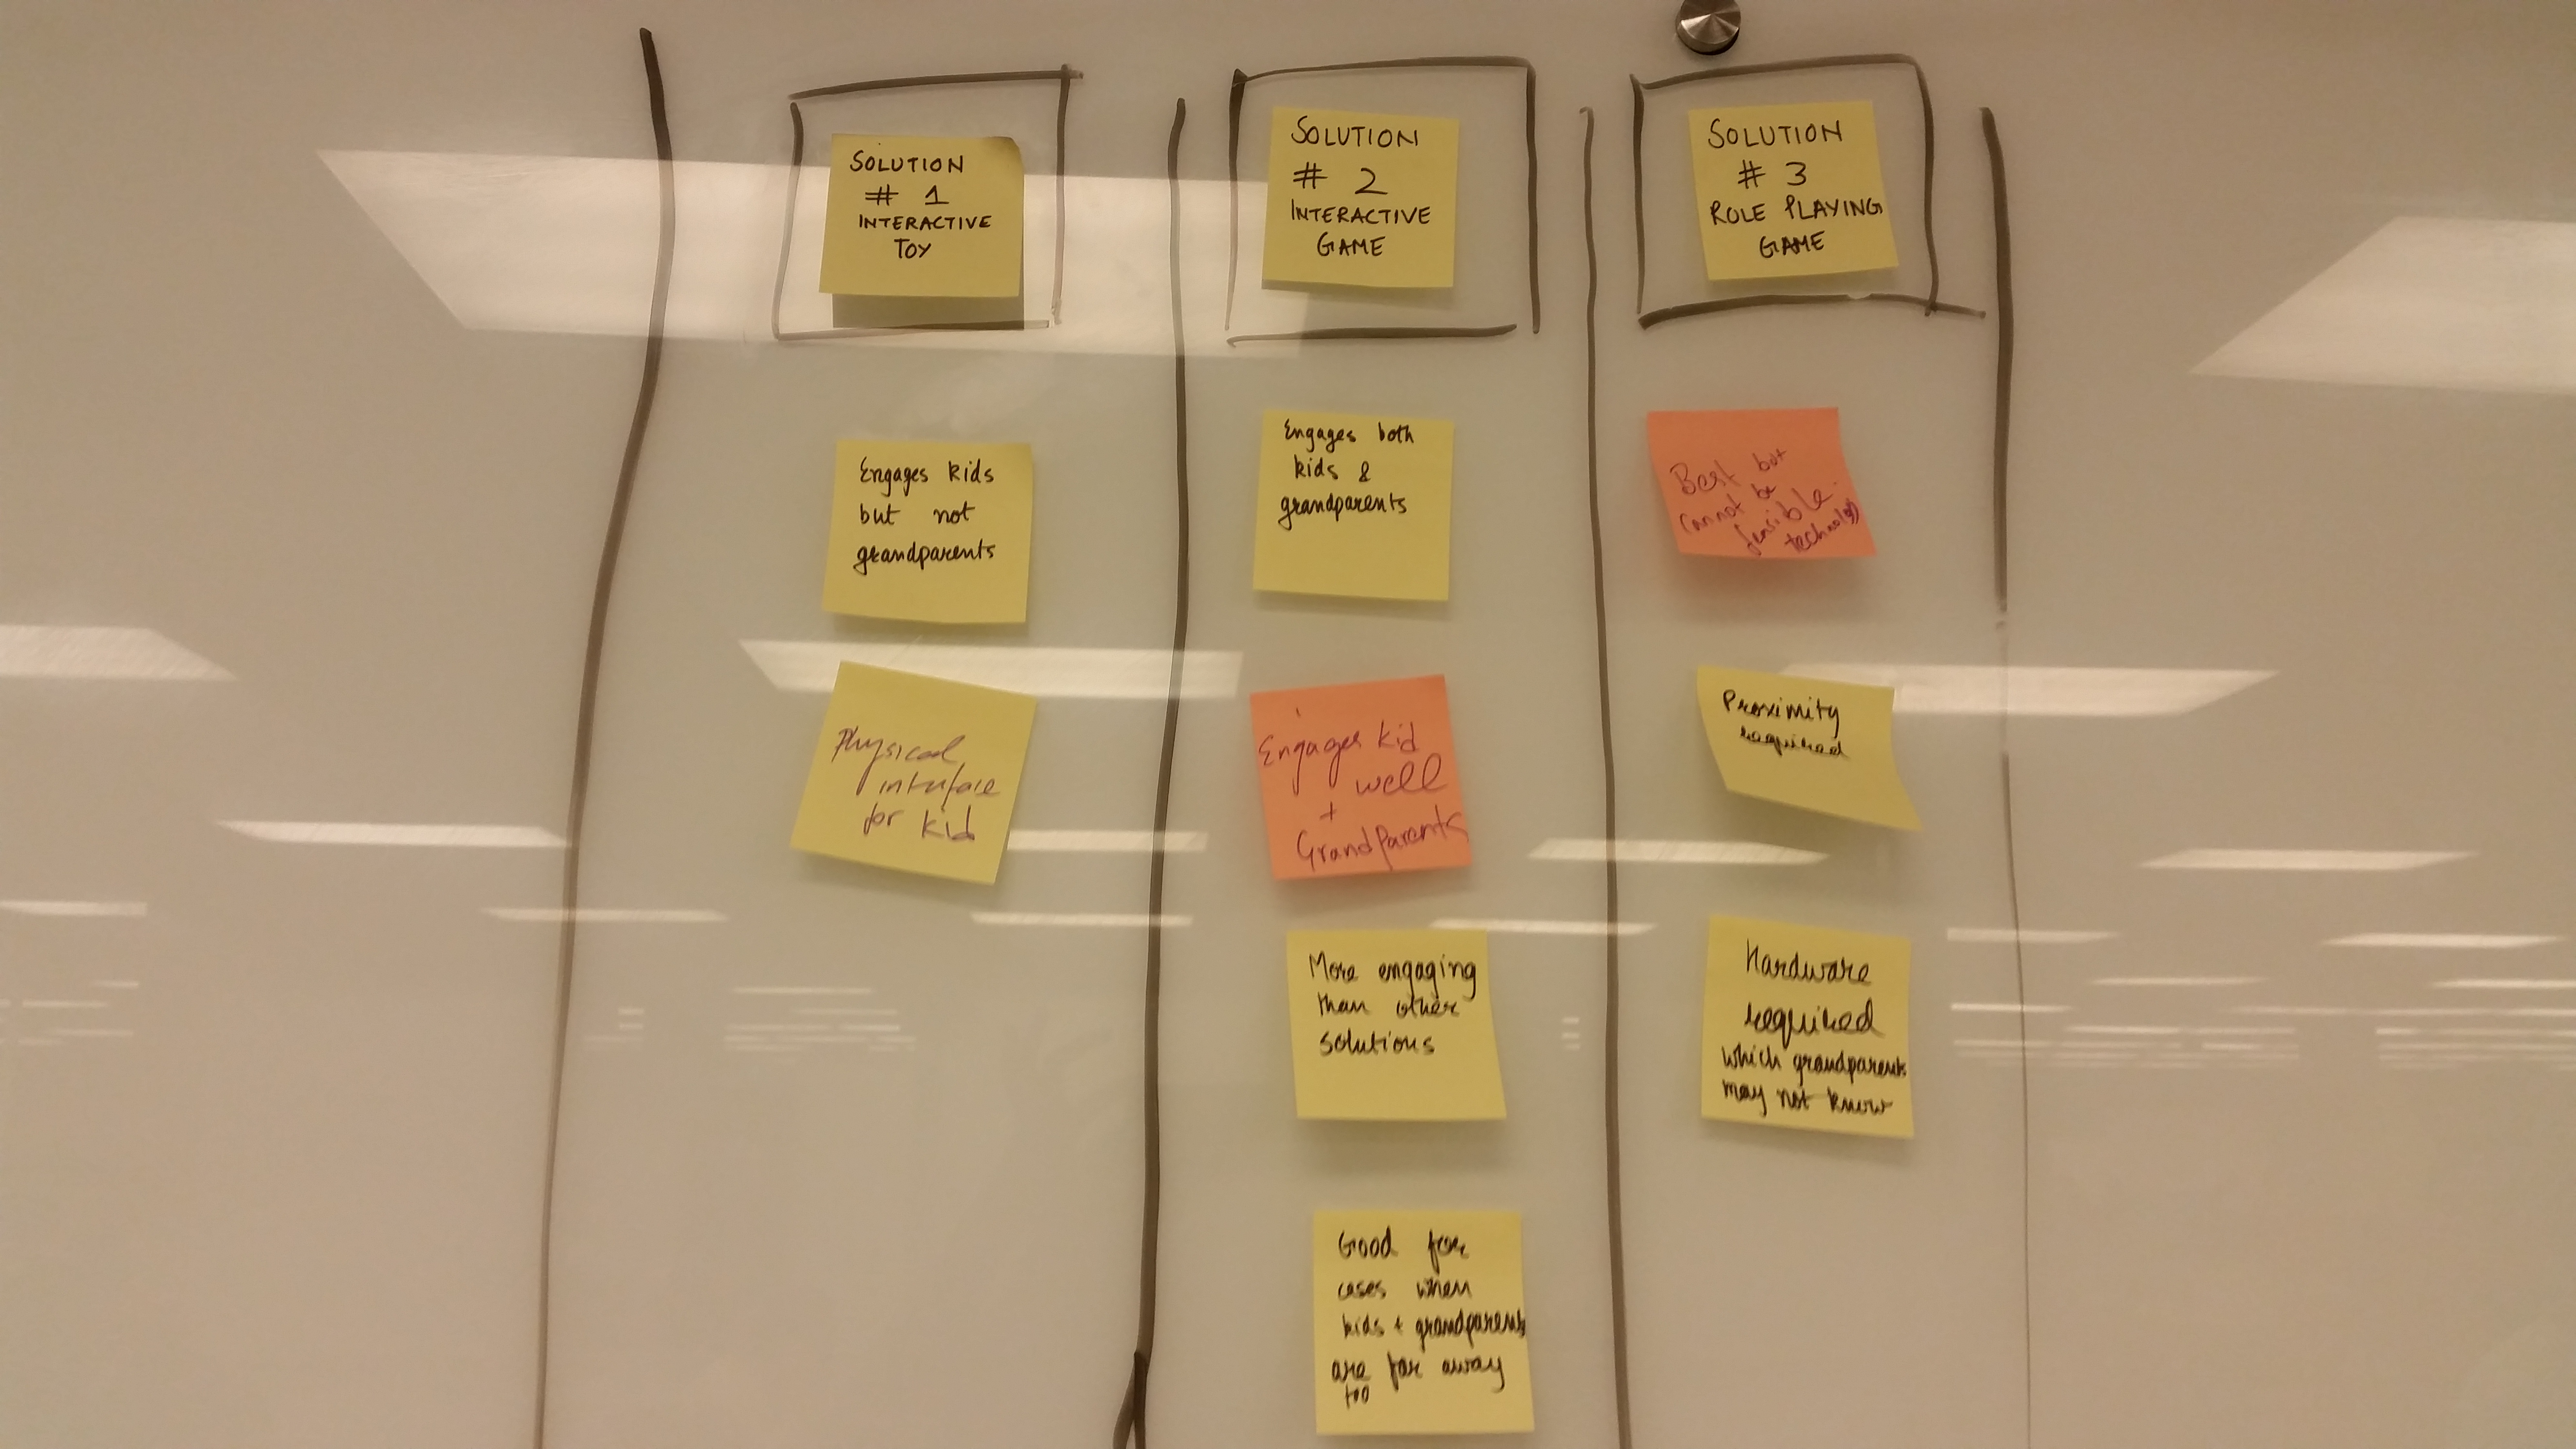 SOLUTION
# 1
INTERACTIVE
TOY
Engages kids
but not
grandparents
Physical
interface
for kid
SOLUTION
# 2
INTERACTIVE
GAME
Engages both
kids &
grandparents
Engages kid
well
+
Grandparents
More engaging
than other
solutions
Good for
cases when
kids + grandparents
are far away
too
SOLUTION
# 3
ROLE PLAYING
GAME
Best but
cannot be
feasible
technology
Proximity
required
Hardware
required
which grandparents
may not know